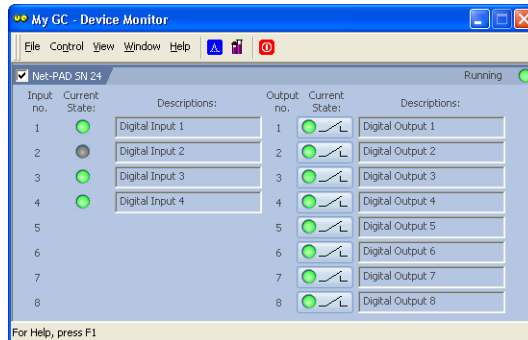 My GC - Device Monitor
File Control View Window Help
Net-PAD SN 24 Running
Input no. Current State: Descriptions: Output no. Current State: Descriptions:
1 Digital Input 1 1 Digital Output 1
2 Digital Input 2 2 Digital Output 2
3 Digital Input 3 3 Digital Output 3
4 Digital Input 4 4 Digital Output 4
5 5 Digital Output 5
6 6 Digital Output 6
7 7 Digital Output 7
8 8 Digital Output 8
For Help, press F1